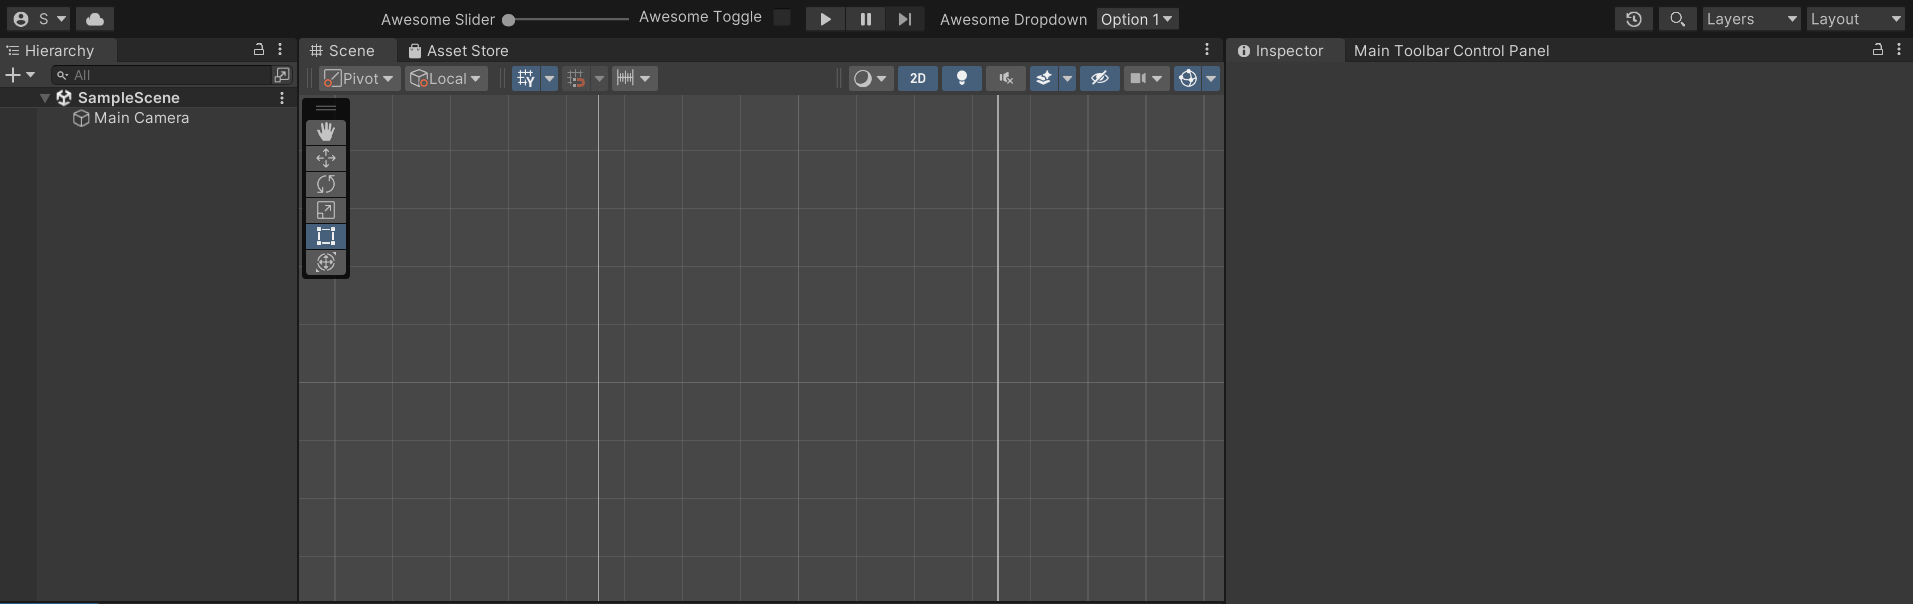 S
Awesome Slider
Awesome Toggle
Awesome Dropdown
Option 1
Layers
Layout
Hierarchy
Scene
Asset Store
Inspector
Main Toolbar Control Panel
All
Pivot
Local
2D
SampleScene
Main Camera